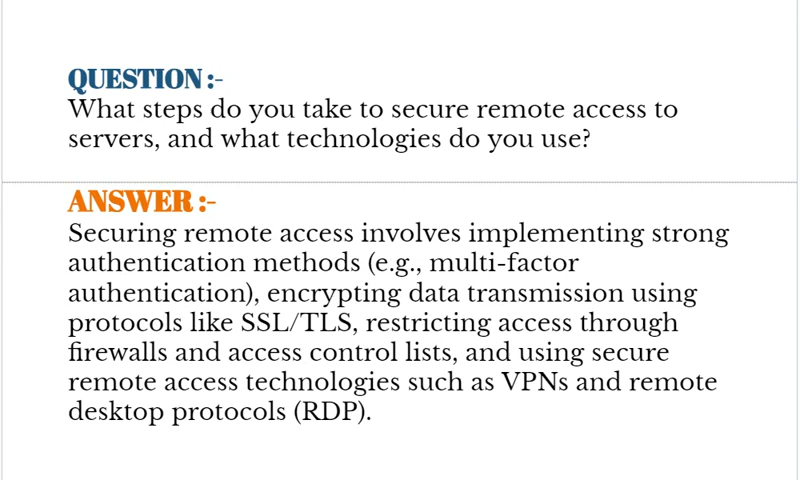 QUESTION :-
What steps do you take to secure remote access to
servers, and what technologies do you use?
ANSWER :-
Securing remote access involves implementing strong
authentication methods (e.g., multi-factor
authentication), encrypting data transmission using
protocols like SSL/TLS, restricting access through
firewalls and access control lists, and using secure
remote access technologies such as VPNs and remote
desktop protocols (RDP).